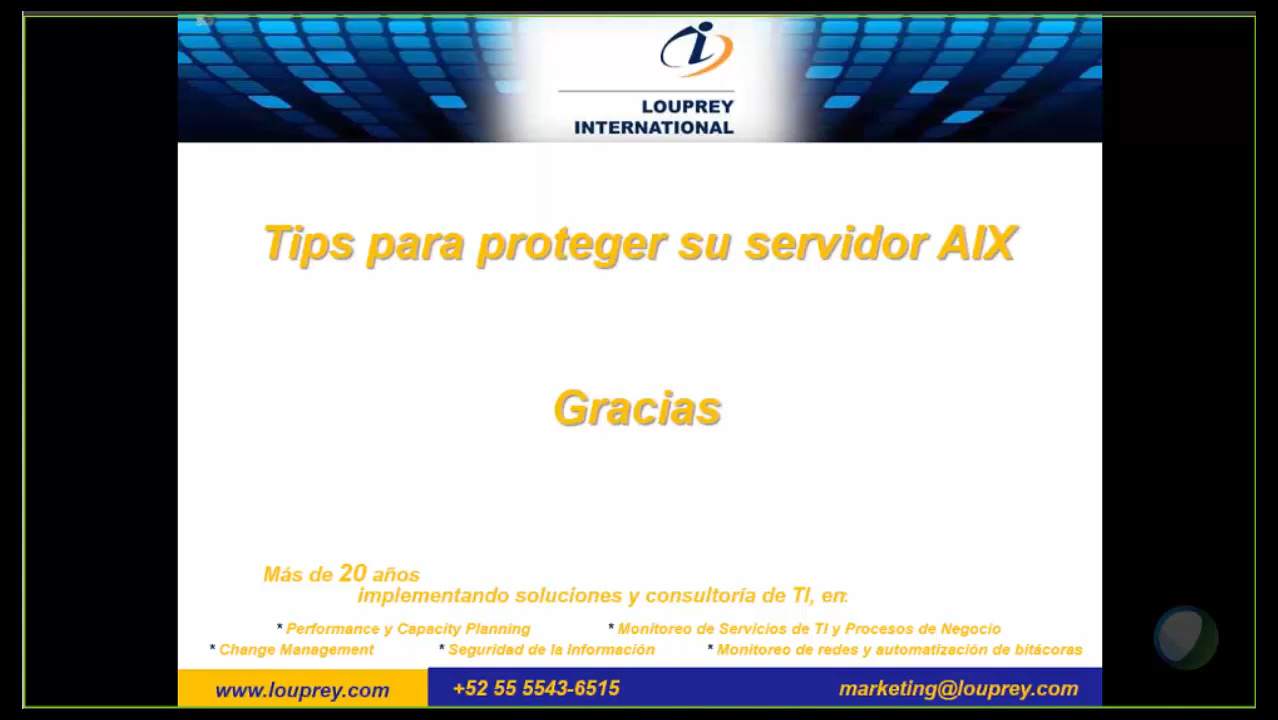 LOUPREY
INTERNATIONAL
Tips para proteger su servidor AIX
Gracias
Más de 20 años
implementando soluciones y consultoría de TI, en:
* Performance y Capacity Planning * Monitoreo de Servicios de TI y Procesos de Negocio
* Change Management * Seguridad de la Información * Monitoreo de redes y automatización de bitácoras
www.louprey.com +52 55 5543-6515 marketing@louprey.com